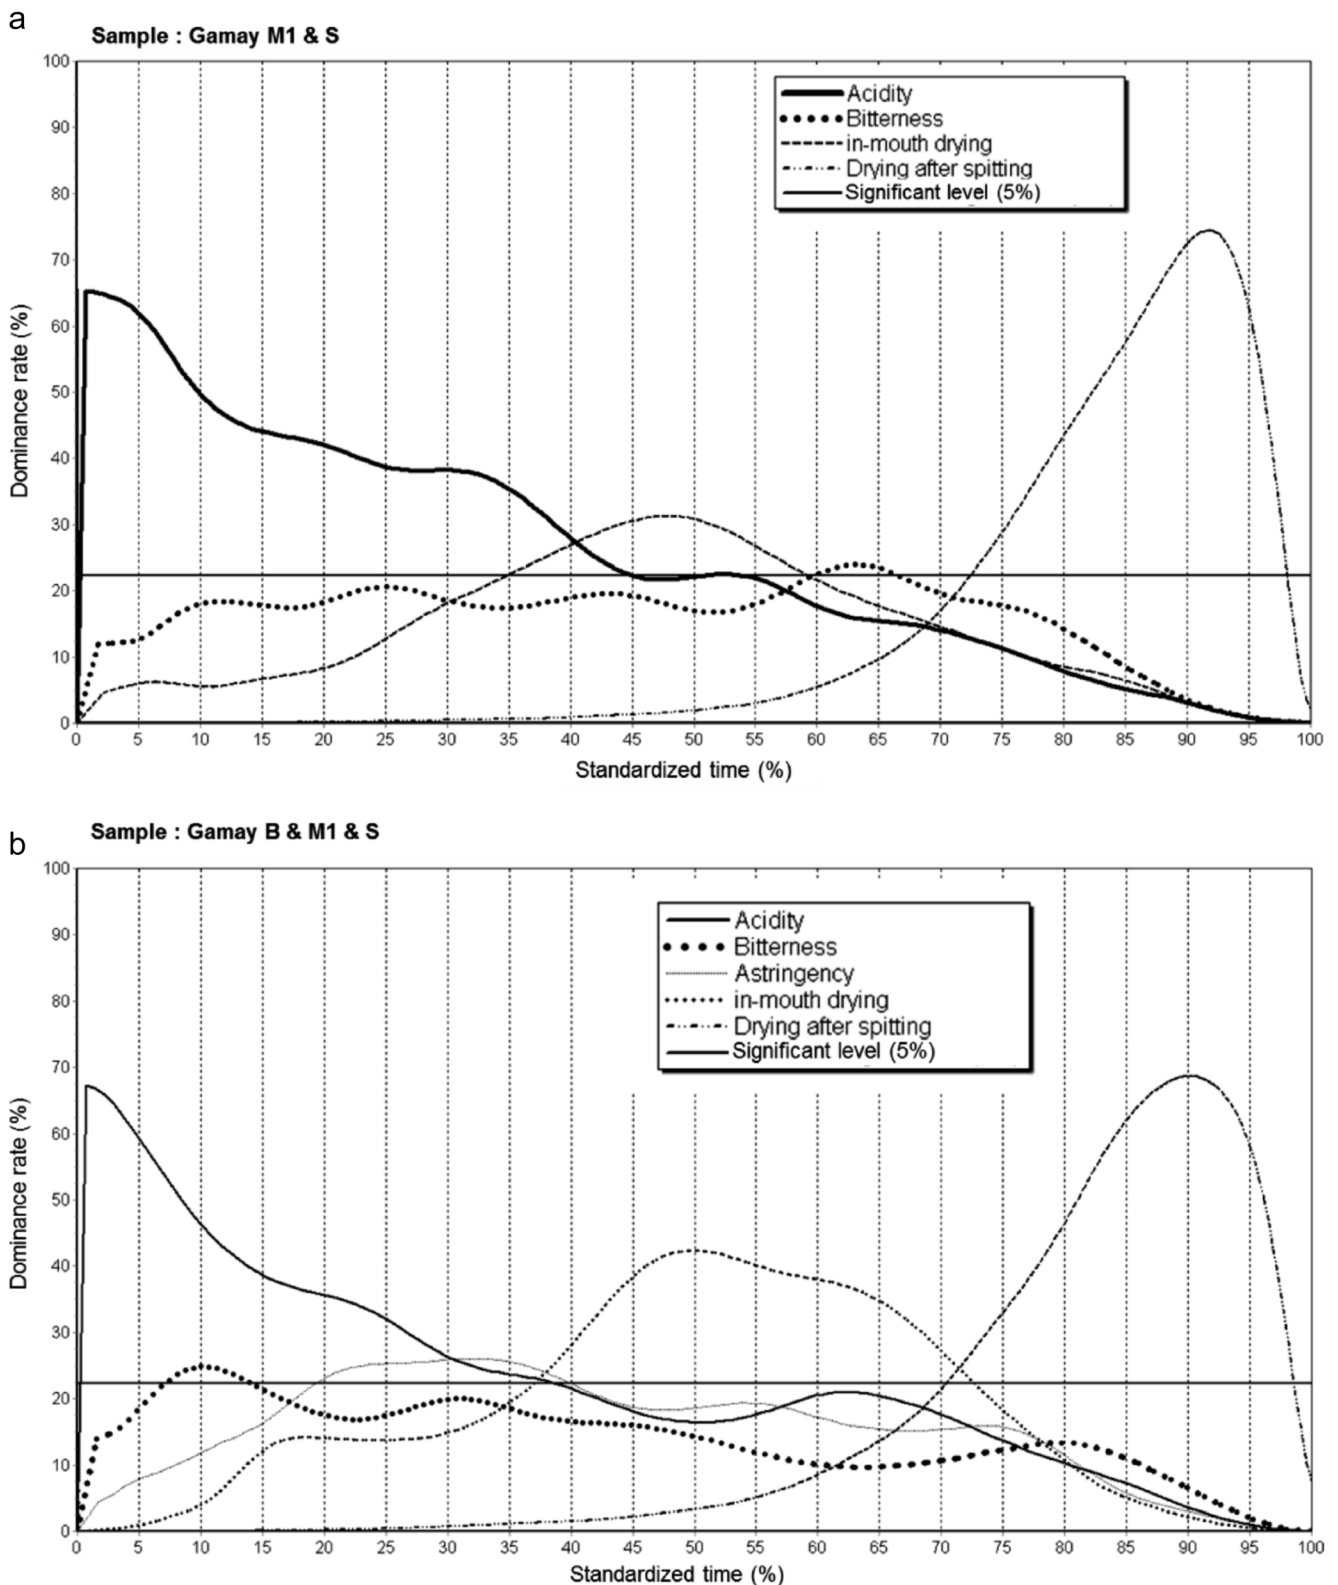 a
Sample : Gamay M1 & S
Acidity
Bitterness
in-mouth drying
Drying after spitting
Significant level (5%)
Dominance rate (%)
100
90
80
70
60
50
40
30
20
10
0
0 5 10 15 20 25 30 35 40 45 50 55 60 65 70 75 80 85 90 95 100
Standardized time (%)
b
Sample : Gamay B & M1 & S
Acidity
Bitterness
Astringency
in-mouth drying
Drying after spitting
Significant level (5%)
Dominance rate (%)
100
90
80
70
60
50
40
30
20
10
0
0 5 10 15 20 25 30 35 40 45 50 55 60 65 70 75 80 85 90 95 100
Standardized time (%)